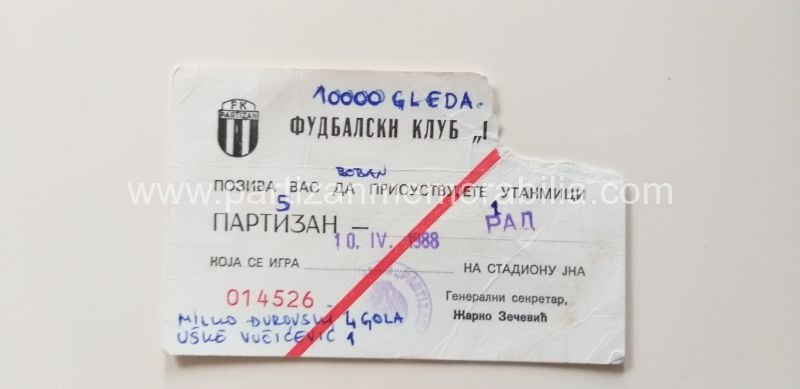 10000 GLEDA.
FK
PARTIZAN
ФУДБАЛСКИ КЛУБ „
BOBAN
ПОЗИВА ВАС ДА ПРИСУСТВУЈЕТЕ УТАКМИЦИ
www.partizanmemorabilia.com
5 1
ПАРТИЗАН — РАД
10. IV. 1988
КОЈА СЕ ИГРА НА СТАДИОНУ ЈНА
„PARTIZAN
014526
Генерални секретар,
Жарко Зечевић
MILKO ĐUROVSKI 4 GOLA
UŠKE VUČIĆEVIĆ 1